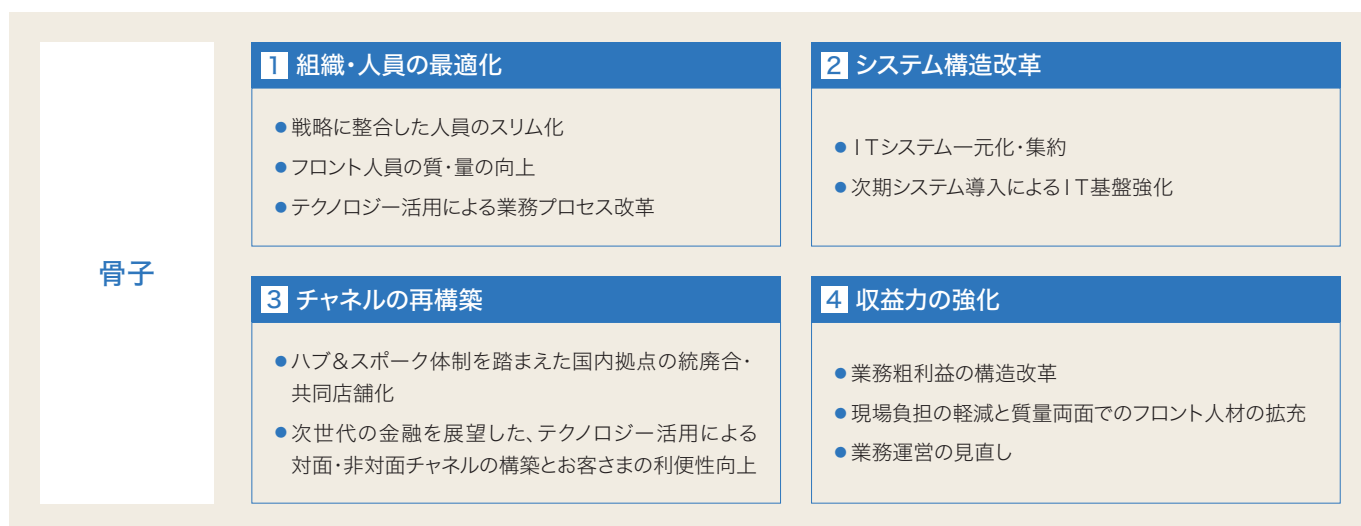 骨子
1 組織・人員の最適化
●戦略に整合した人員のスリム化
●フロント人員の質・量の向上
●テクノロジー活用による業務プロセス改革
2 システム構造改革
●ITシステム一元化・集約
●次期システム導入によるIT基盤強化
3 チャネルの再構築
●ハブ&スポーク体制を踏まえた国内拠点の統廃合・
共同店舗化
●次世代の金融を展望した、テクノロジー活用による
対面・非対面チャネルの構築とお客さまの利便性向上
4 収益力の強化
●業務粗利益の構造改革
●現場負担の軽減と質量両面でのフロント人材の拡充
●業務運営の見直し